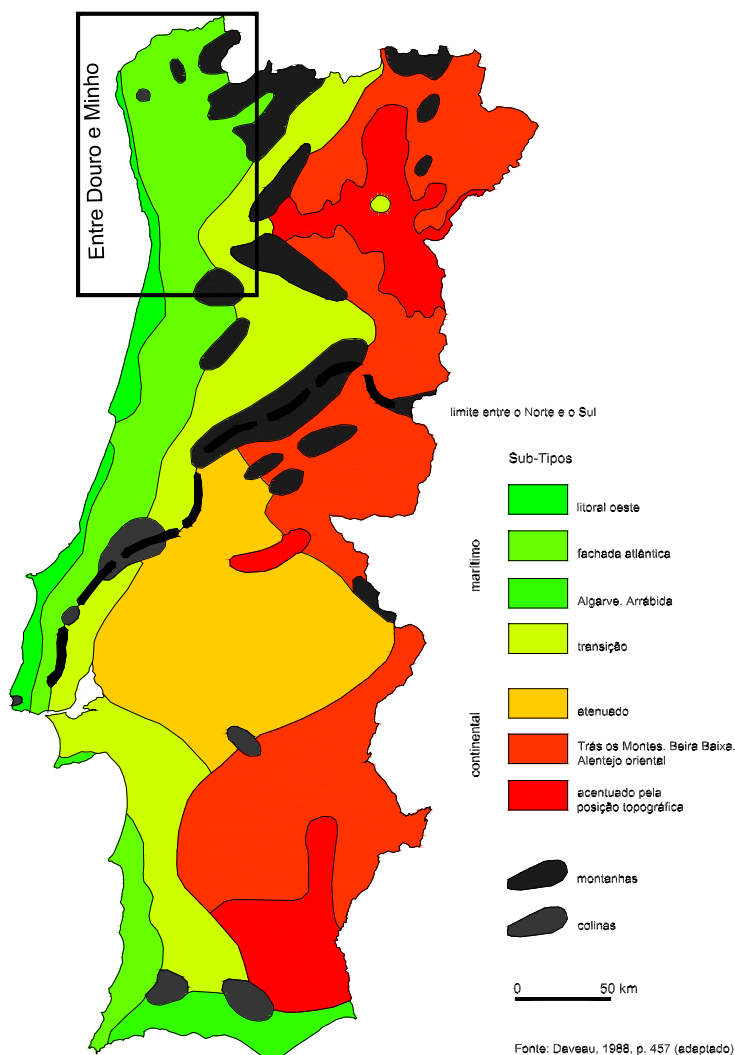 Entre Douro e Minho
limite entre o Norte e o Sul
Sub-Tipos
marítimo
litoral oeste
fachada atlântica
Algarve. Arrábida
transição
continental
atenuado
Trás os Montes. Beira Baixa.
Alentejo oriental
acentuado pela
posição topográfica
montanhas
colinas
0 50 km
Fonte: Daveau, 1988, p. 457 (adaptado)